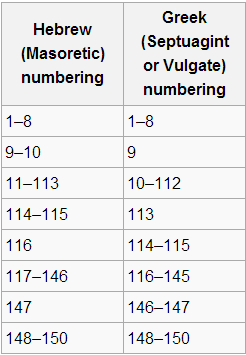 Hebrew (Masoretic) numbering | Greek (Septuagint or Vulgate) numbering
1–8 | 1–8
9–10 | 9
11–113 | 10–112
114–115 | 113
116 | 114–115
117–146 | 116–145
147 | 146–147
148–150 | 148–150